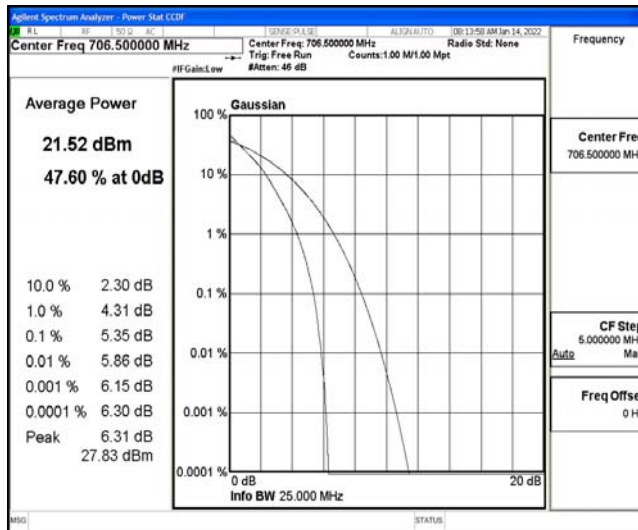 Agilent Spectrum Analyzer - Power Stat CCDF
RL RF 50 Ω AC SENSE:PULSE ALIGN AUTO 08:13:58 AM Jan 14, 2022
Center Freq 706.500000 MHz
Center Freq: 706.500000 MHz
Radio Std: None
Trig: Free Run
Counts:1.00 M/1.00 Mpt
#IFGain:Low
#Atten: 46 dB
Average Power
21.52 dBm
47.60 % at 0dB
10.0 % 2.30 dB
1.0 % 4.31 dB
0.1 % 5.35 dB
0.01 % 5.86 dB
0.001 % 6.15 dB
0.0001 % 6.30 dB
Peak 6.31 dB
27.83 dBm
Gaussian
100 %
10 %
1 %
0.1 %
0.01 %
0.001 %
0.0001 %
0 dB
20 dB
Info BW 25.000 MHz
Frequency
Center Fre
706.500000 MH
CF Step
5.000000 MH
Auto Ma
Freq Offse
0 H
MSG
STATUS